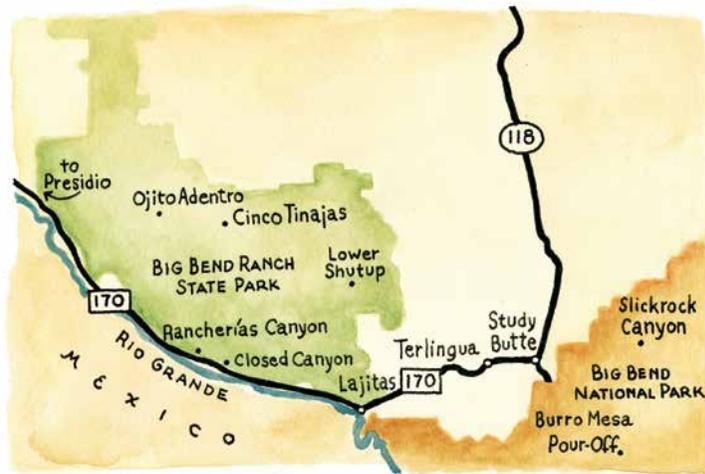 118
to
Presidio
Ojito Adentro
Cinco Tinajas
Lower
Shutup
BIG BEND RANCH
STATE PARK
170
Slickrock
Canyon
Study
Butte
Rancherías Canyon
Terlingua
RIO GRANDE
Closed Canyon
BIG BEND
NATIONAL PARK
Lajitas
170
MÉXICO
Burro Mesa
Pour-Off